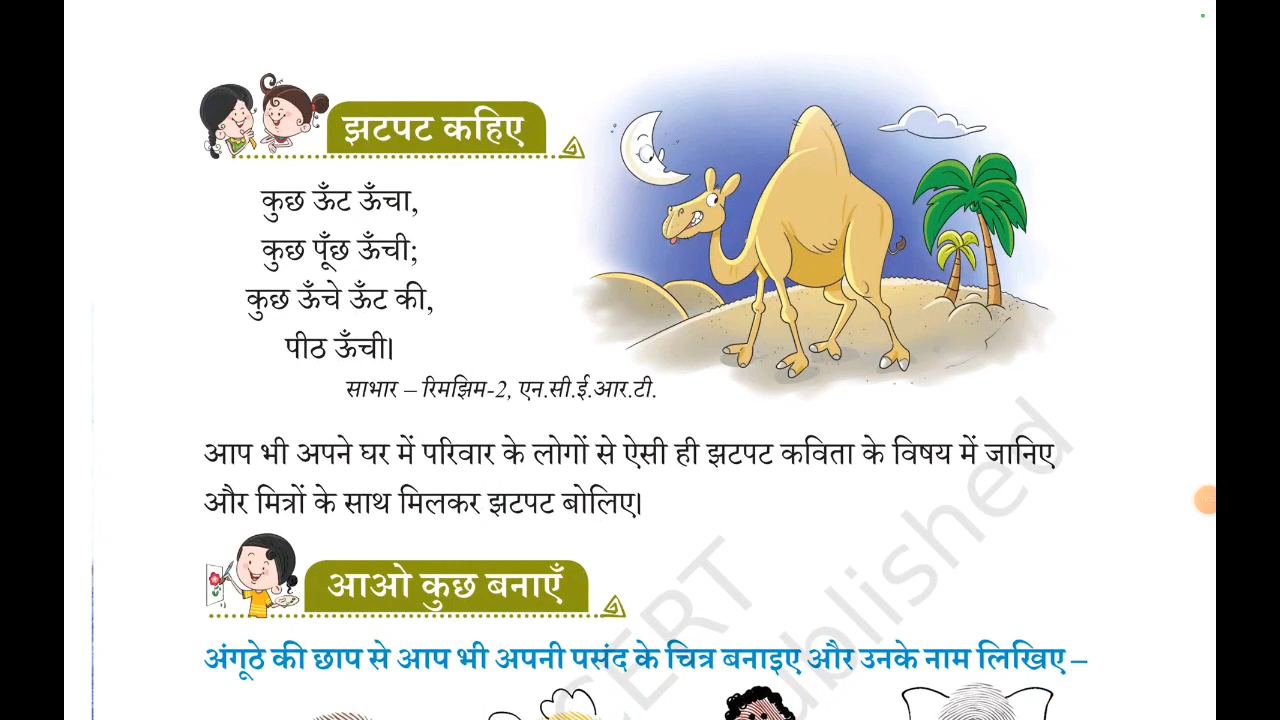 झटपट कहिए
कुछ ऊँट ऊँचा,
कुछ पूँछ ऊँची;
कुछ ऊँचे ऊँट की,
पीठ ऊँची।
साभार – रिमझिम-2, एन.सी.ई.आर.टी.
आप भी अपने घर में परिवार के लोगों से ऐसी ही झटपट कविता के विषय में जानिए
और मित्रों के साथ मिलकर झटपट बोलिए।
आओ कुछ बनाएँ
अंगूठे की छाप से आप भी अपनी पसंद के चित्र बनाइए और उनके नाम लिखिए –